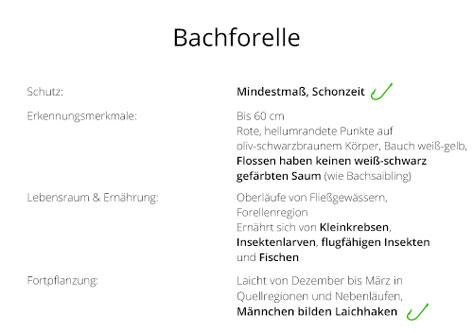 Bachforelle
Schutz: Mindestmaß, Schonzeit
Erkennungsmerkmale: Bis 60 cm
Rote, hellumrandete Punkte auf
oliv-schwarzbraunem Körper, Bauch weiß-gelb,
Flossen haben keinen weiß-schwarz
gefärbten Saum (wie Bachsaibling)
Lebensraum & Ernährung: Oberläufe von Fließgewässern,
Forellenregion
Ernährt sich von Kleinkrebsen,
Insektenlarven, flugfähigen Insekten
und Fischen
Fortpflanzung: Laicht von Dezember bis März in
Quellregionen und Nebenläufen,
Männchen bilden Laichhaken